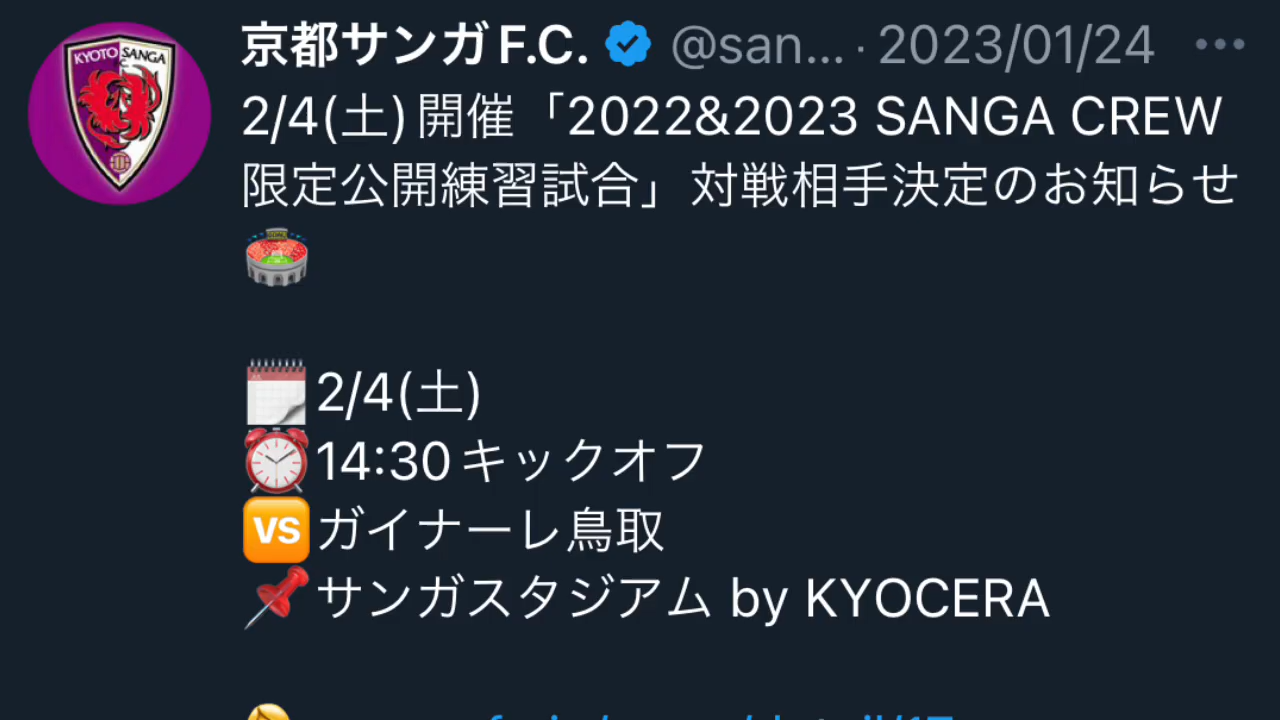 京都サンガF.C. @san... · 2023/01/24
2/4(土)開催「2022&2023 SANGA CREW
限定公開練習試合」対戦相手決定のお知らせ
2/4(土)
14:30キックオフ
VS ガイナーレ鳥取
サンガスタジアム by KYOCERA
KYOTO SANGA